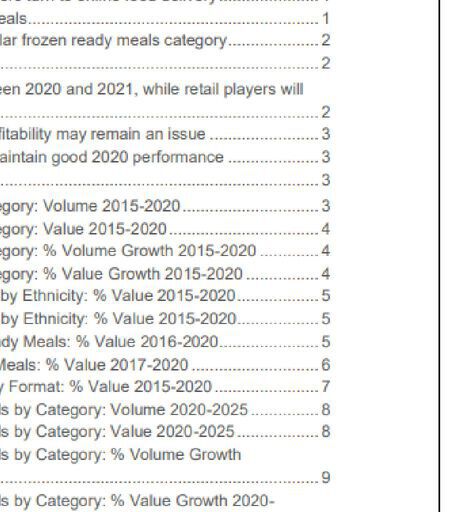 eals 1
lar frozen ready meals category 2
2
een 2020 and 2021, while retail players will
2
fitability may remain an issue 3
aintain good 2020 performance 3
3
egory: Volume 2015-2020 3
egory: Value 2015-2020 4
egory: % Volume Growth 2015-2020 4
egory: % Value Growth 2015-2020 4
by Ethnicity: % Value 2015-2020 5
by Ethnicity: % Value 2015-2020 5
dy Meals: % Value 2016-2020 5
Meals: % Value 2017-2020 6
y Format: % Value 2015-2020 7
ls by Category: Volume 2020-2025 8
ls by Category: Value 2020-2025 8
ls by Category: % Volume Growth
9
ls by Category: % Value Growth 2020-